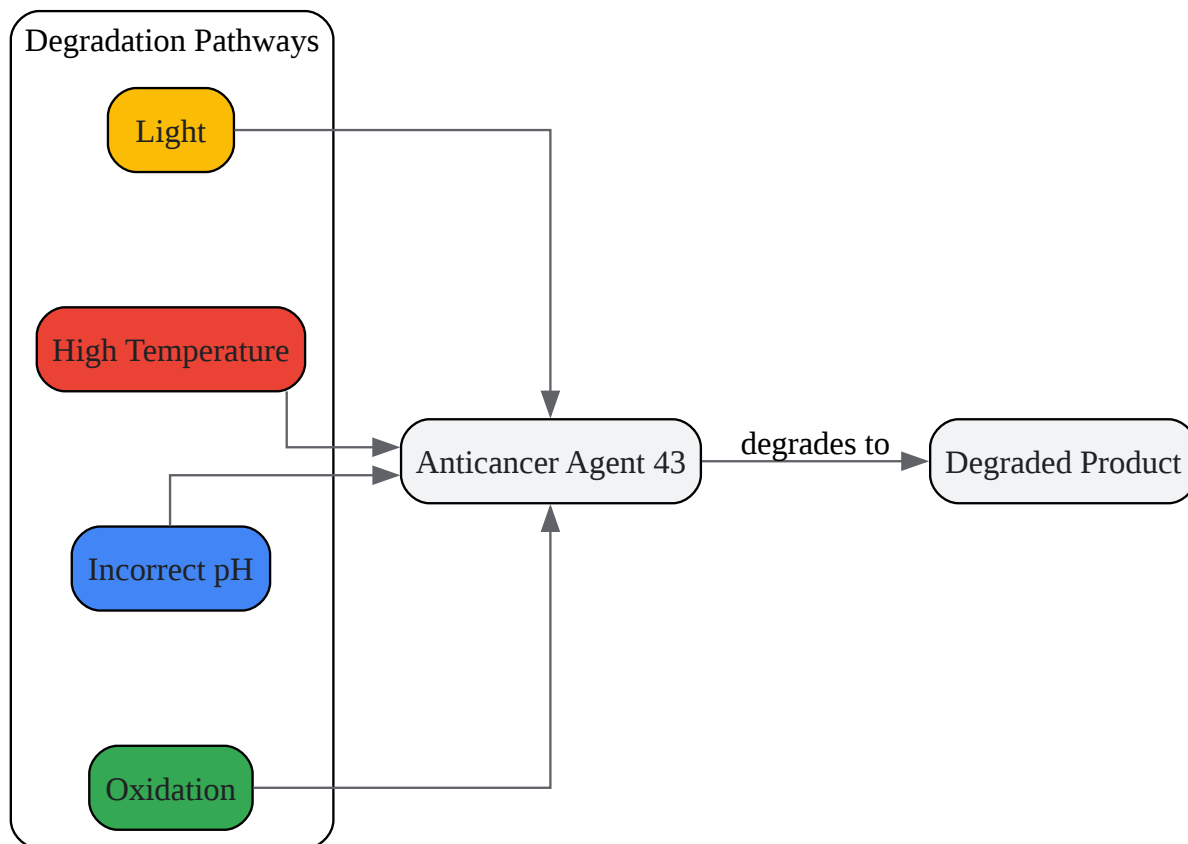 Degradation Pathways
Light
High Temperature
Incorrect pH
Oxidation
Anticancer Agent 43
degrades to
Degraded Product